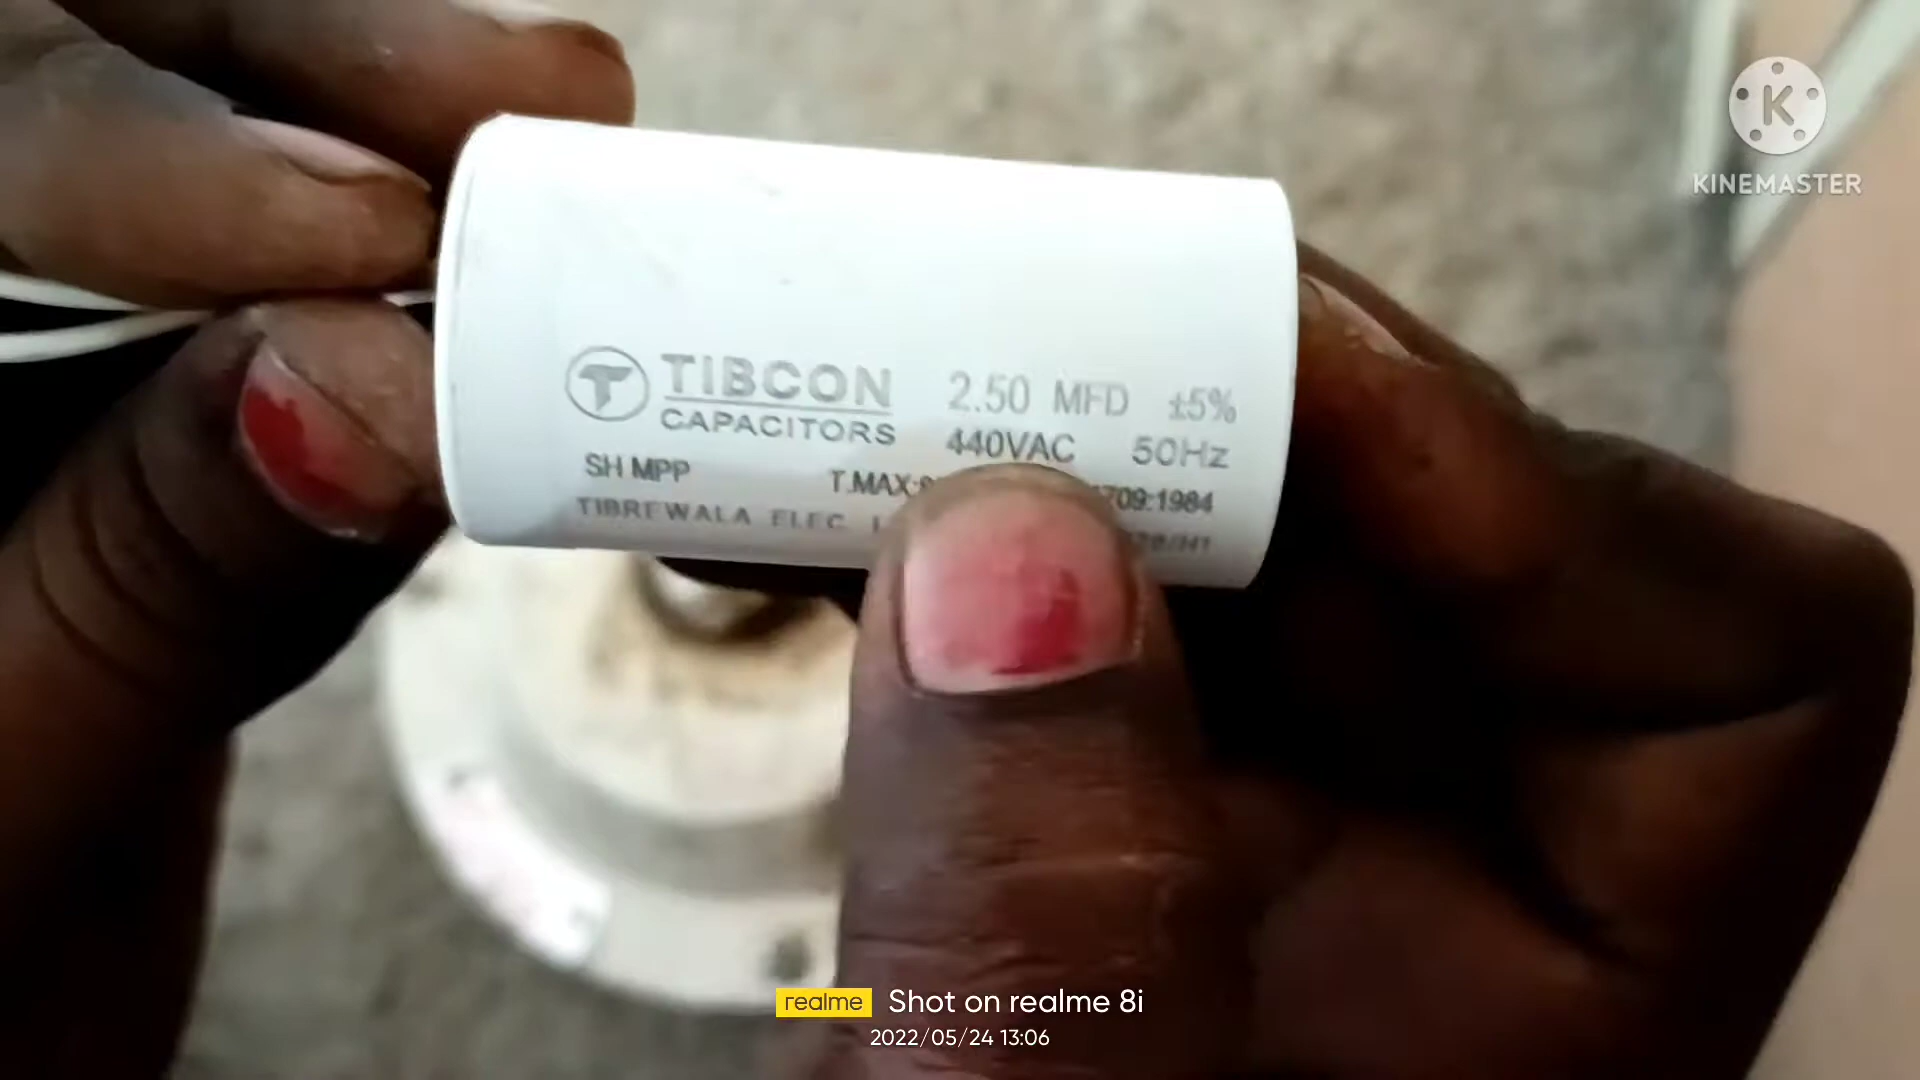 KINEMASTER
TIBCON 2.50 MFD ±5%
CAPACITORS 440VAC 50Hz
SH MPP T.MAX: 709:1984
TIBREWALA ELEC.
realme Shot on realme 8i
2022/05/24 13:06